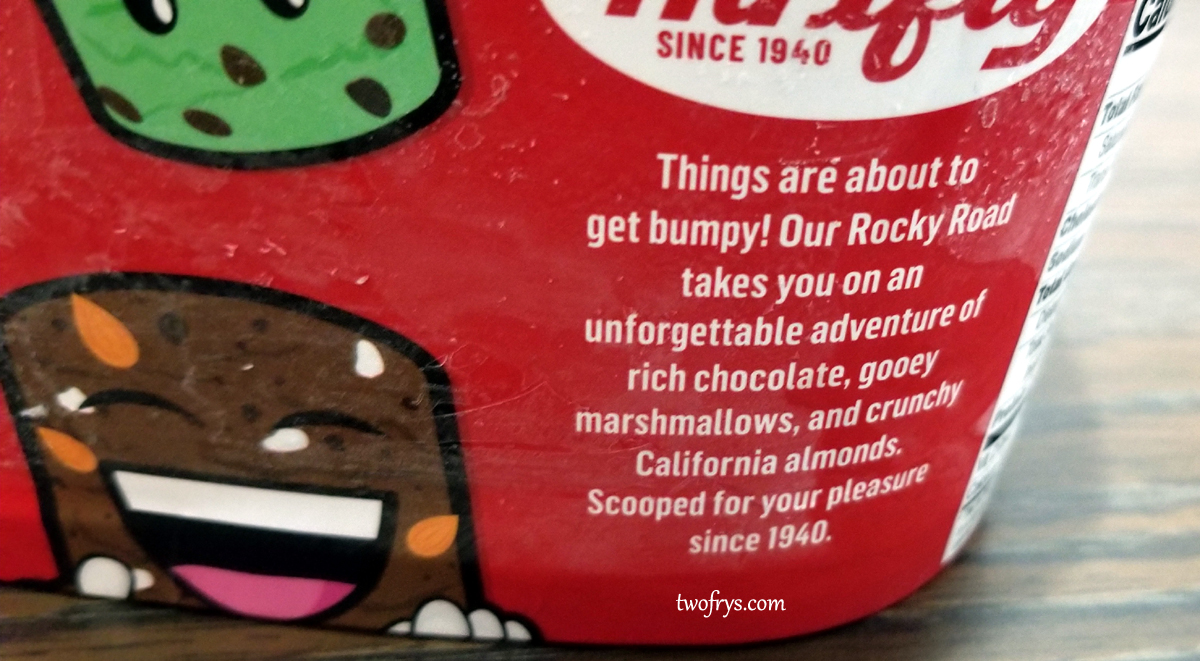 Thrifty
SINCE 1940
Things are about to
get bumpy! Our Rocky Road
takes you on an
unforgettable adventure of
rich chocolate, gooey
marshmallows, and crunchy
California almonds.
Scooped for your pleasure
since 1940.
twofrys.com